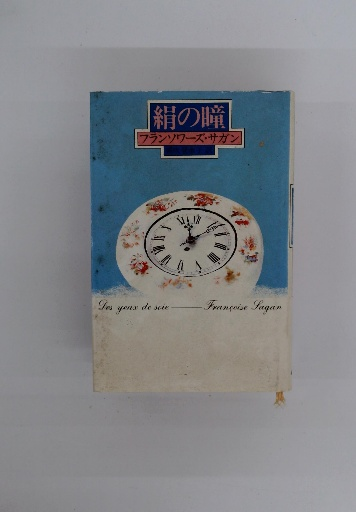 絹の瞳
フランソワーズ・サガン
Des yeux de soie —— Françoise Sagan